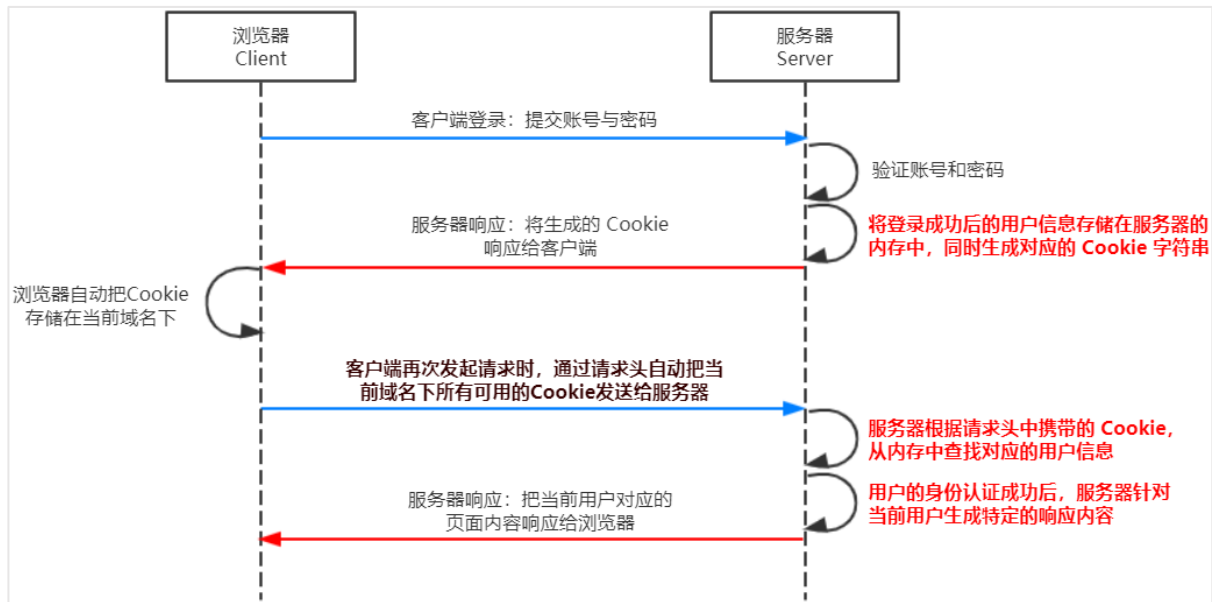 浏览器
Client
服务器
Server
客户端登录：提交账号与密码
验证账号和密码
将登录成功后的用户信息存储在服务器的
内存中，同时生成对应的 Cookie 字符串
服务器响应：将生成的 Cookie
响应给客户端
浏览器自动把Cookie
存储在当前域名下
客户端再次发起请求时，通过请求头自动把当
前域名下所有可用的Cookie发送给服务器
服务器根据请求头中携带的 Cookie，
从内存中查找对应的用户信息
用户的身份认证成功后，服务器针对
当前用户生成特定的响应内容
服务器响应：把当前用户对应的
页面内容响应给浏览器